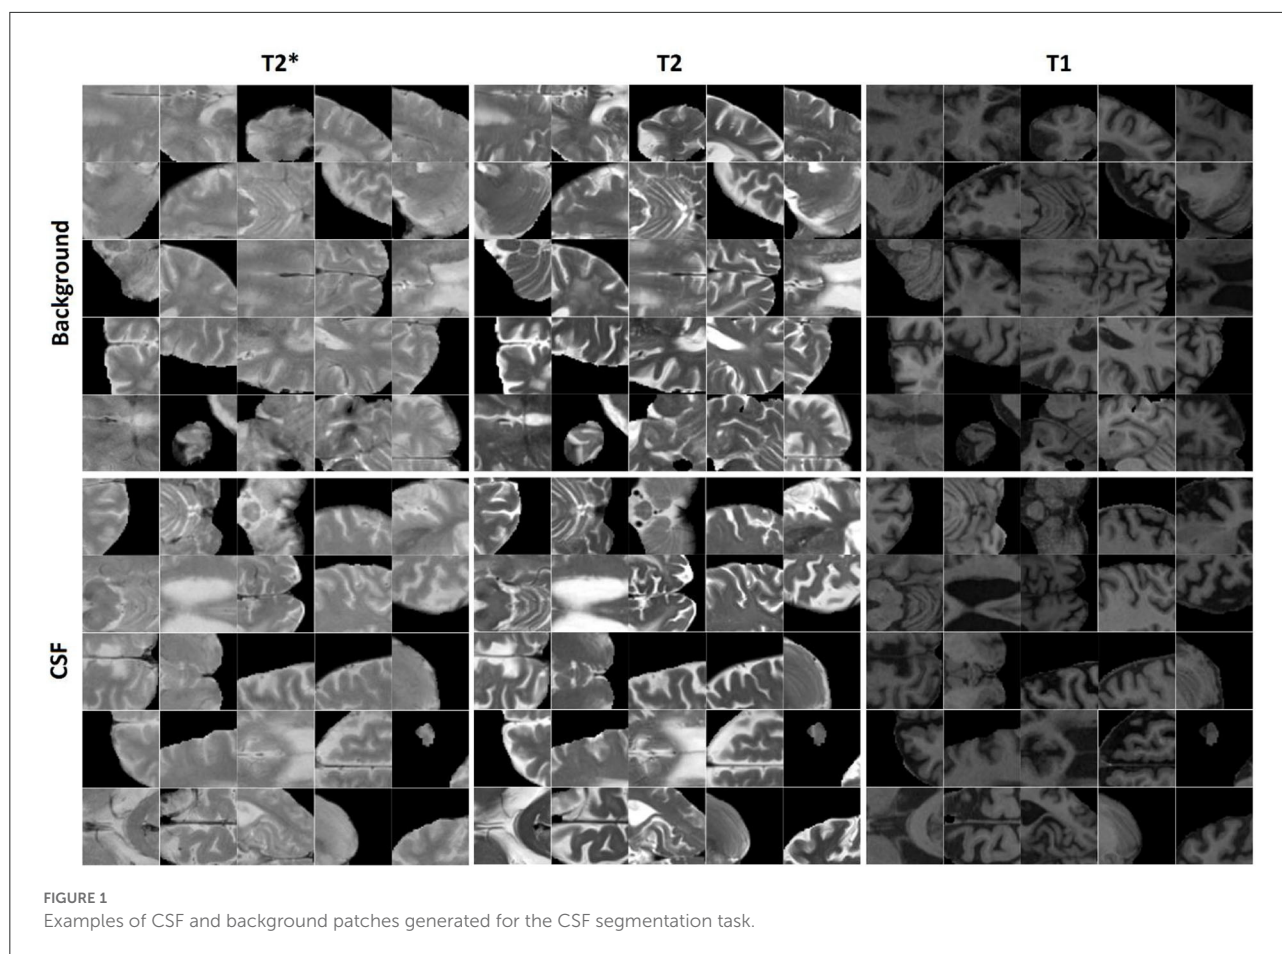 T2*
T2
T1
Background
CSF
FIGURE 1
Examples of CSF and background patches generated for the CSF segmentation task.